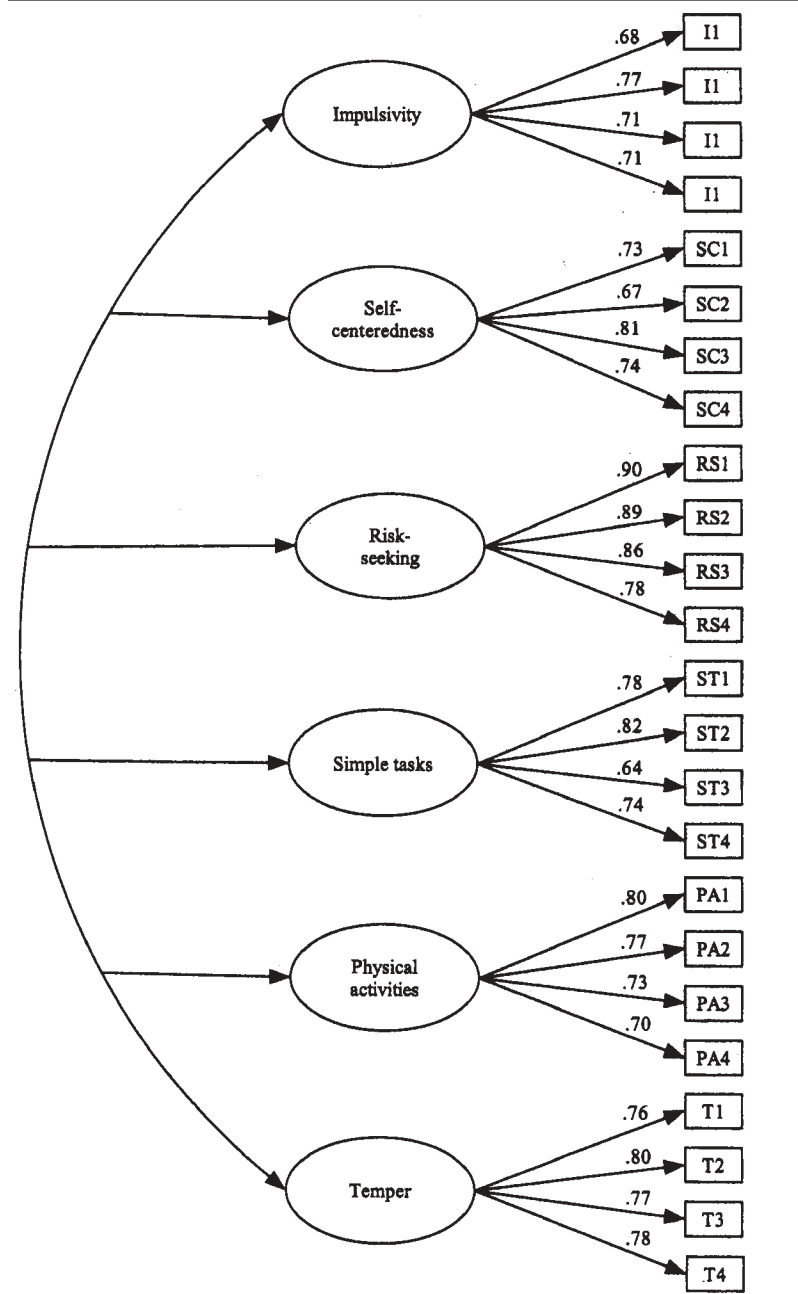 .68
I1
.77
I1
Impulsivity
.71
I1
.71
I1
.73
SC1
.67
SC2
Self-
centeredness
.81
SC3
.74
SC4
.90
RS1
.89
RS2
Risk-
seeking
.86
RS3
.78
RS4
.78
ST1
.82
ST2
Simple tasks
.64
ST3
.74
ST4
.80
PA1
.77
PA2
Physical
activities
.73
PA3
.70
PA4
.76
T1
.80
T2
Temper
.77
T3
.78
T4